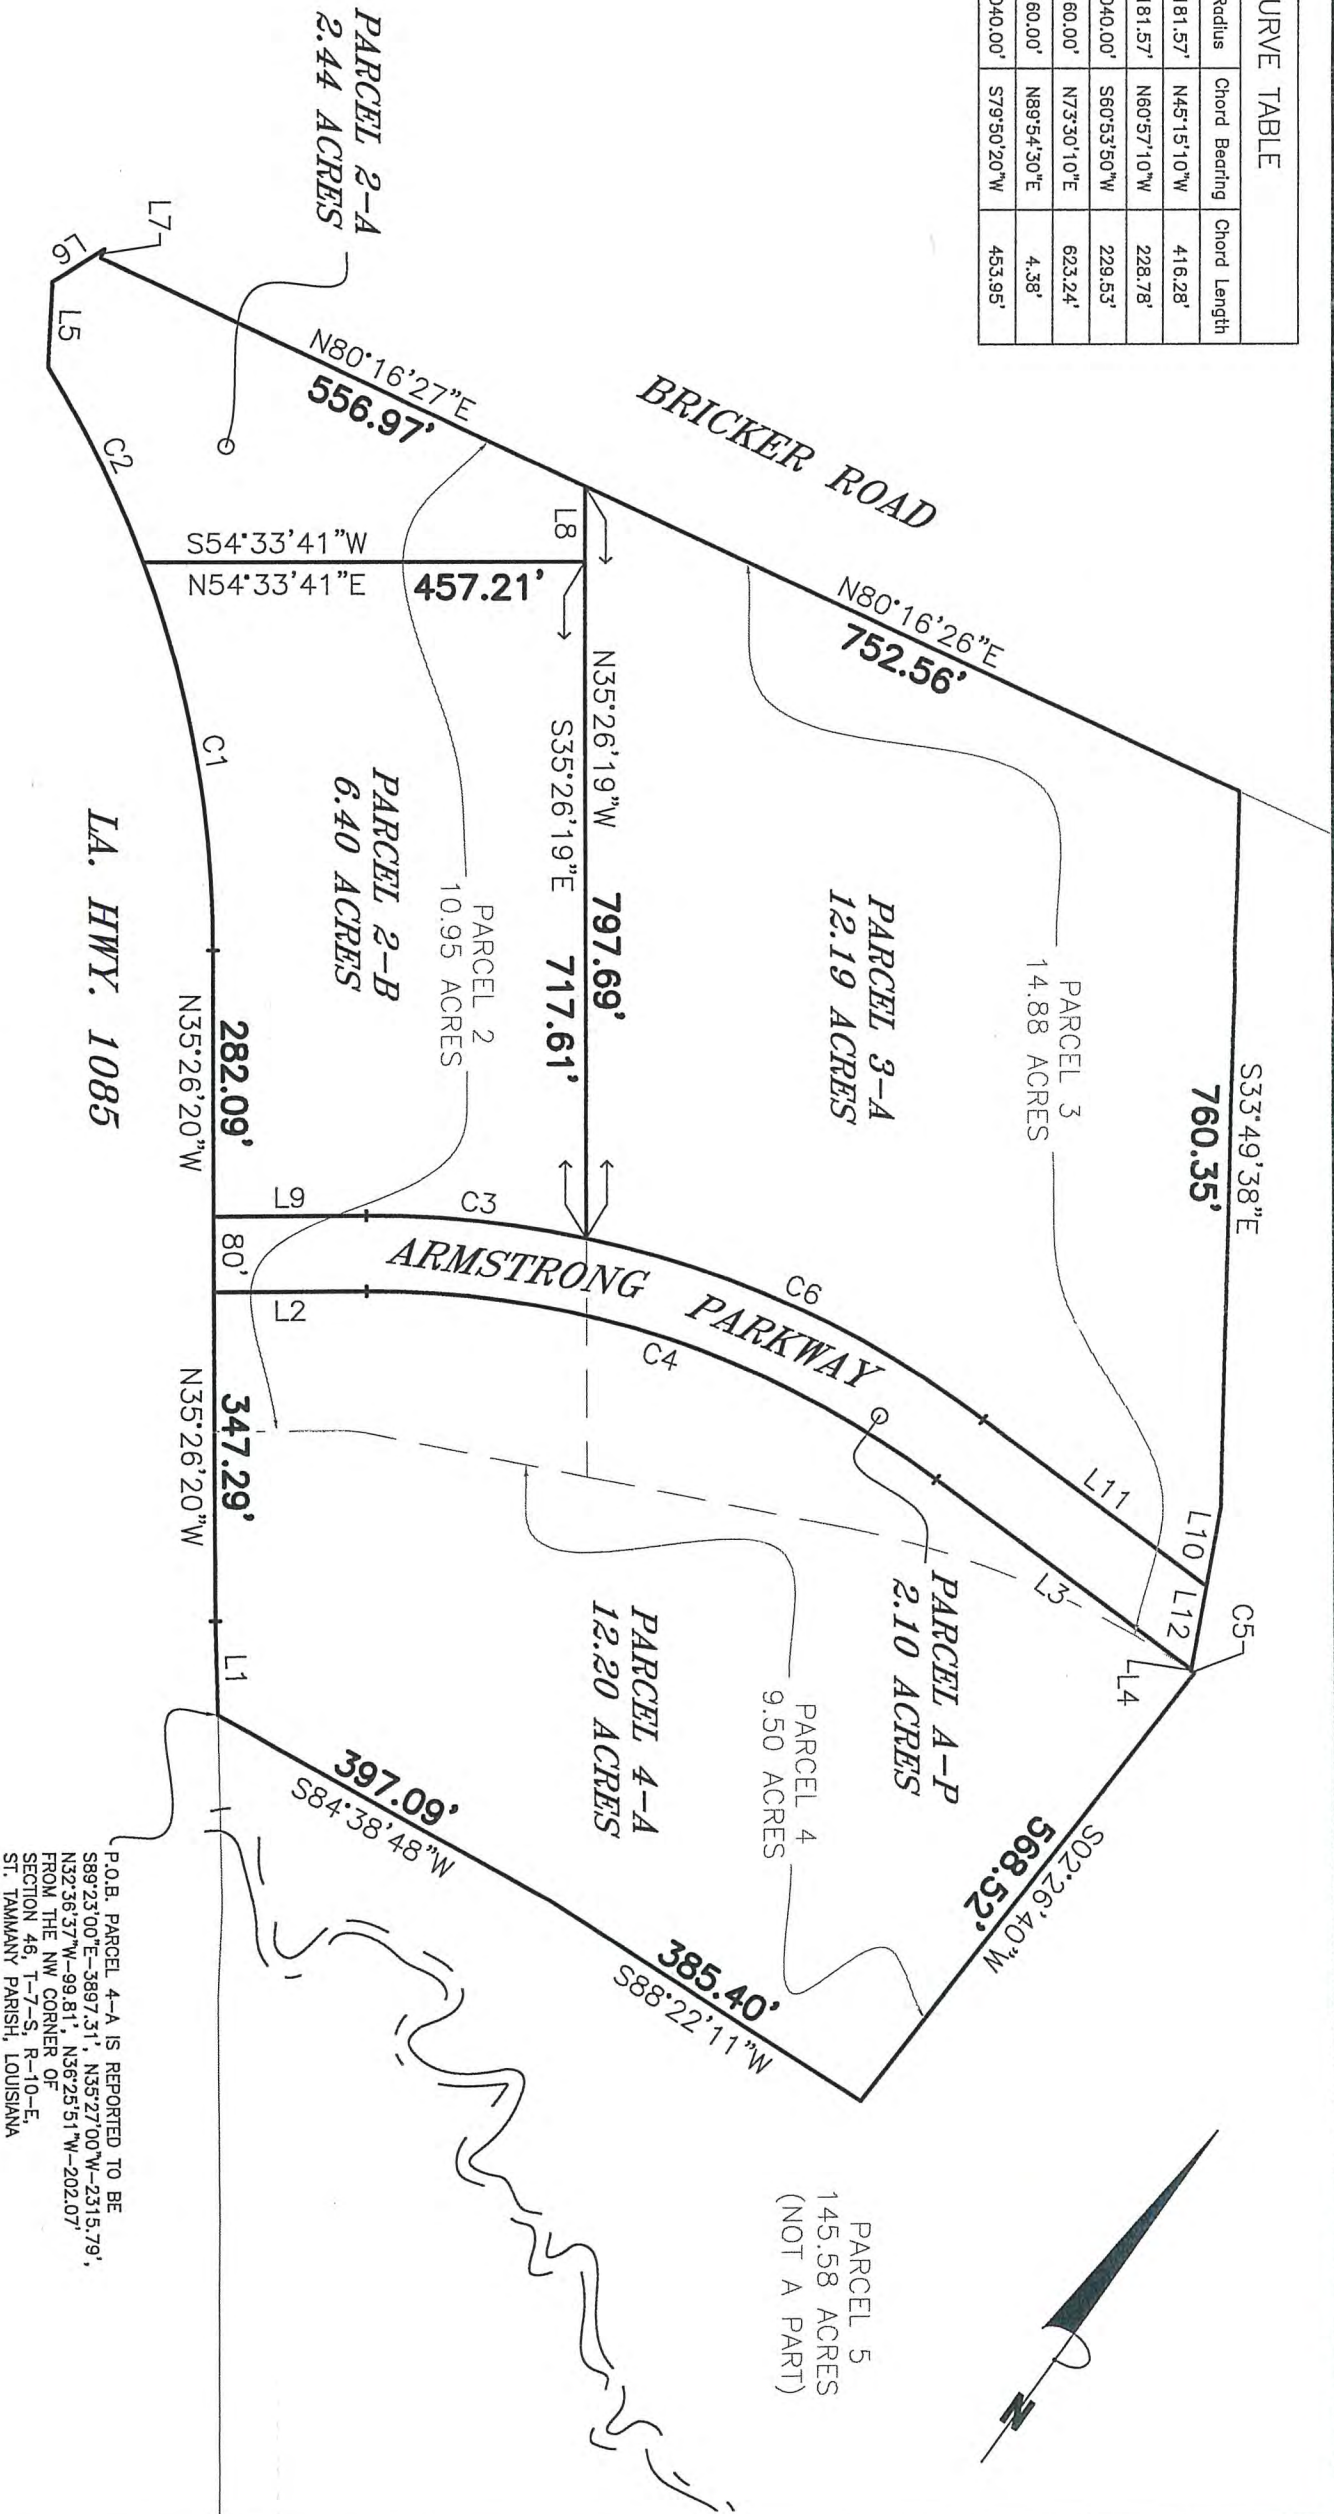 URVE TABLE
Radius Chord Bearing Chord Length
181.57' N45°15'10"W 416.28'
181.57' N60°57'10"W 228.78'
040.00' S60°53'50"W 229.53'
60.00' N73°30'10"E 623.24'
60.00' N89°54'30"E 4.38'
040.00' S79°50'20"W 453.95'
S33°49'38"E
760.35'
L10
L12
C5
L11
L3
L4
N80°16'26"E
752.56'
BRICKER ROAD
PARCEL 3
14.88 ACRES
PARCEL 3-A
12.19 ACRES
C6
ARMSTRONG PARKWAY
C4
PARCEL A-P
2.10 ACRES
S02°26'40"W
568.52'
PARCEL 5
145.58 ACRES
(NOT A PART)
N
PARCEL 4
9.50 ACRES
PARCEL 4-A
12.20 ACRES
385.40'
S88°22'11"W
N35°26'19"W 797.69'
S35°26'19"E 717.61'
L8
N80°16'27"E
556.97'
PARCEL 2-A
2.44 ACRES
S54°33'41"W
N54°33'41"E 457.21'
PARCEL 2
10.95 ACRES
PARCEL 2-B
6.40 ACRES
C3
L9
L2
397.09'
S84°38'48"W
L7
L6
L5
C2
C1
282.09'
N35°26'20"W
80'
347.29'
N35°26'20"W
L1
LA. HWY. 1085
P.O.B. PARCEL 4-A IS REPORTED TO BE
S89°23'00"E-3897.31', N35°27'00"W-2315.79',
N32°36'37"W-99.81', N36°25'51"W-202.07'
FROM THE NW CORNER OF
SECTION 46, T-7-S, R-10-E,
ST. TAMMANY PARISH, LOUISIANA